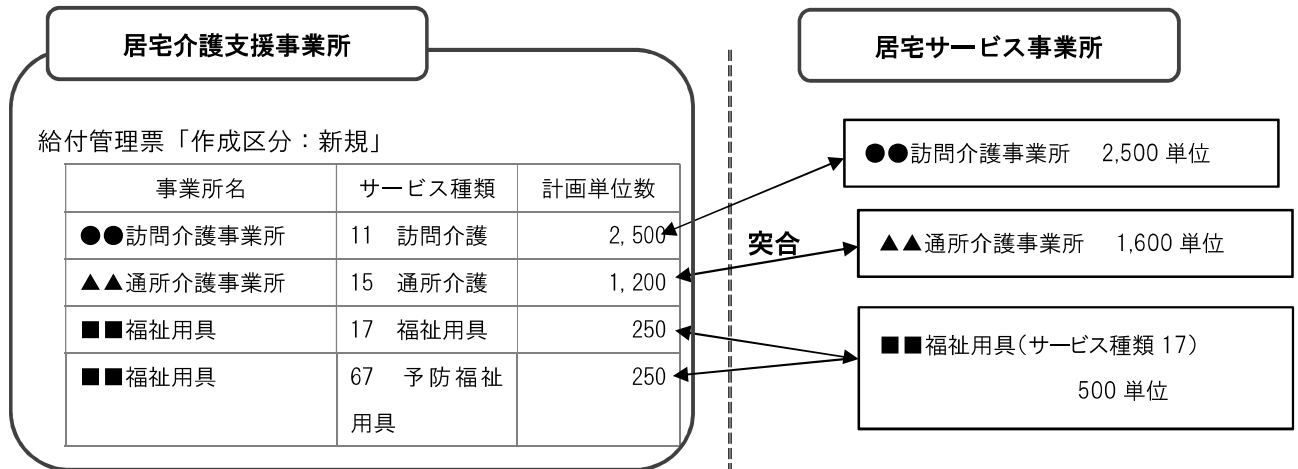 居宅介護支援事業所
給付管理票「作成区分：新規」
事業所名 サービス種類 計画単位数
●●訪問介護事業所 11 訪問介護 2,500
▲▲通所介護事業所 15 通所介護 1,200
■■福祉用具 17 福祉用具 250
■■福祉用具 67 予防福祉 250
用具
突合
居宅サービス事業所
●●訪問介護事業所 2,500 単位
▲▲通所介護事業所 1,600 単位
■■福祉用具(サービス種類 17)
500 単位